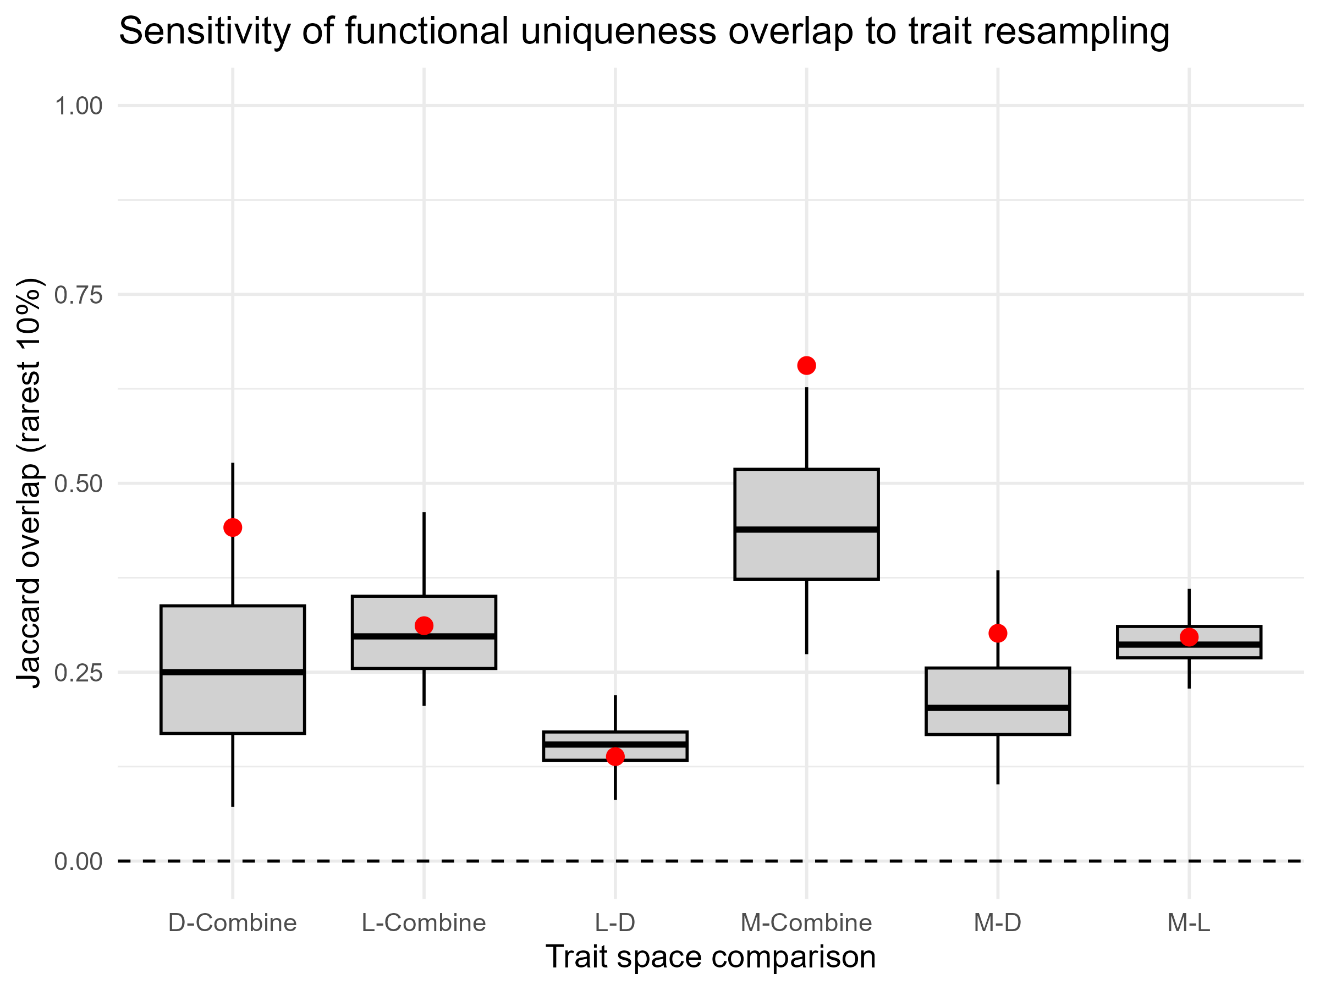 Sensitivity of functional uniqueness overlap to trait resampling
Jaccard overlap (rarest 10%)
1.00
0.75
0.50
0.25
0.00
D-Combine
L-Combine
L-D
M-Combine
M-D
M-L
Trait space comparison